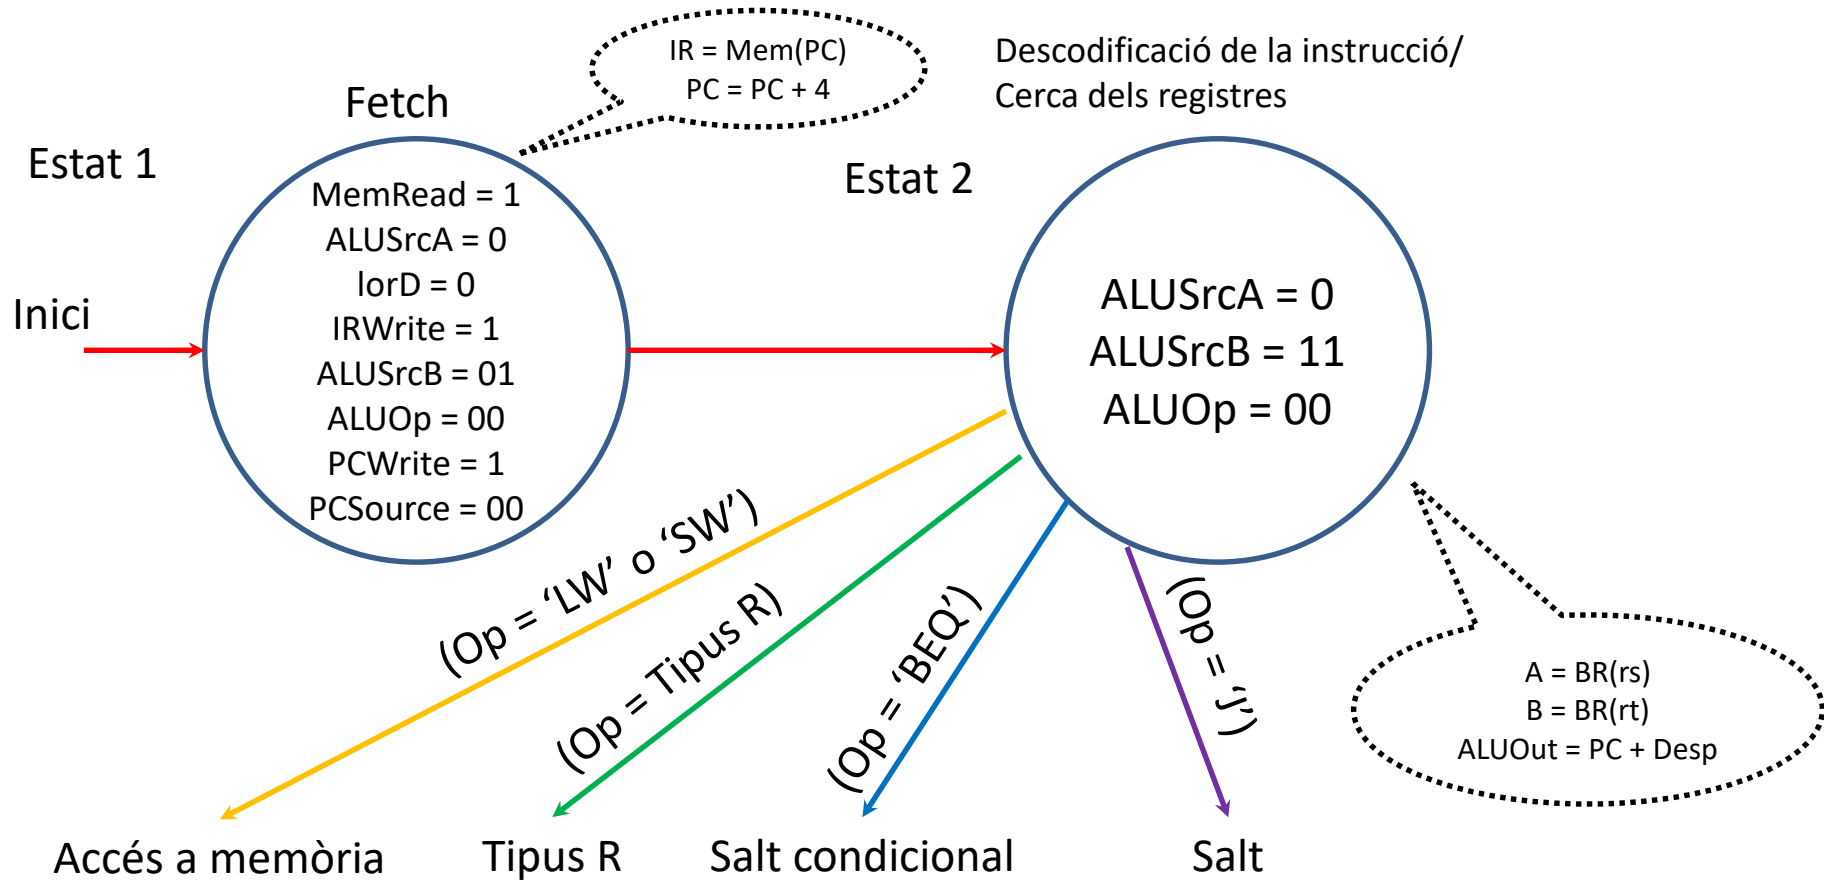 IR = Mem(PC)
PC = PC + 4
Descodificació de la instrucció/
Cerca dels registres
Fetch
Estat 1
Estat 2
MemRead = 1
ALUSrcA = 0
lorD = 0
IRWrite = 1
ALUSrcB = 01
ALUOp = 00
PCWrite = 1
PCSource = 00
Inici
ALUSrcA = 0
ALUSrcB = 11
ALUOp = 00
(Op = ‘LW’ o ‘SW’)
(Op = Tipus R)
(Op = ‘BEQ’)
(Op = ‘J’)
A = BR(rs)
B = BR(rt)
ALUOut = PC + Desp
Accés a memòria
Tipus R
Salt condicional
Salt